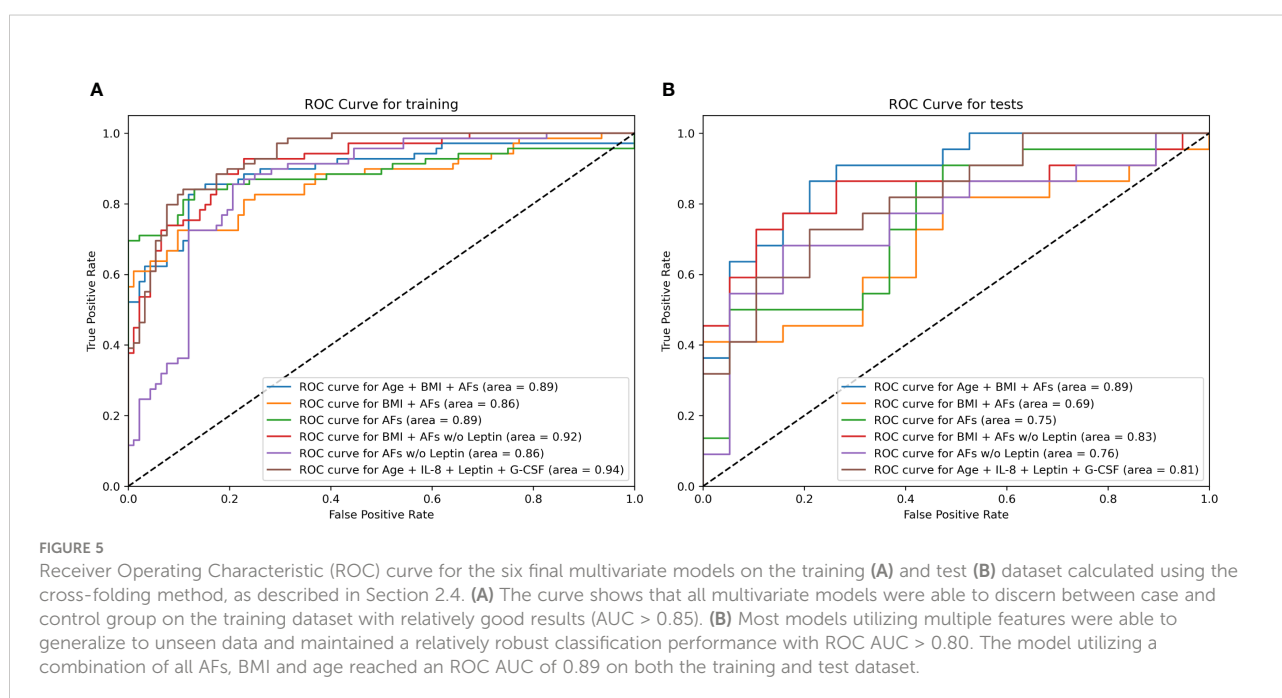 A
ROC Curve for training
1.0
0.8
0.6
0.4
0.2
0.0
True Positive Rate
ROC curve for Age + BMI + AFs (area = 0.89)
ROC curve for BMI + AFs (area = 0.86)
ROC curve for AFs (area = 0.89)
ROC curve for BMI + AFs w/o Leptin (area = 0.92)
ROC curve for AFs w/o Leptin (area = 0.86)
ROC curve for Age + IL-8 + Leptin + G-CSF (area = 0.94)
0.0 0.2 0.4 0.6 0.8 1.0
False Positive Rate
B
ROC Curve for tests
1.0
0.8
0.6
0.4
0.2
0.0
True Positive Rate
ROC curve for Age + BMI + AFs (area = 0.89)
ROC curve for BMI + AFs (area = 0.69)
ROC curve for AFs (area = 0.75)
ROC curve for BMI + AFs w/o Leptin (area = 0.83)
ROC curve for AFs w/o Leptin (area = 0.76)
ROC curve for Age + IL-8 + Leptin + G-CSF (area = 0.81)
0.0 0.2 0.4 0.6 0.8 1.0
False Positive Rate
FIGURE 5
Receiver Operating Characteristic (ROC) curve for the six final multivariate models on the training (A) and test (B) dataset calculated using the
cross-folding method, as described in Section 2.4. (A) The curve shows that all multivariate models were able to discern between case and
control group on the training dataset with relatively good results (AUC > 0.85). (B) Most models utilizing multiple features were able to
generalize to unseen data and maintained a relatively robust classification performance with ROC AUC > 0.80. The model utilizing a
combination of all AFs, BMI and age reached an ROC AUC of 0.89 on both the training and test dataset.